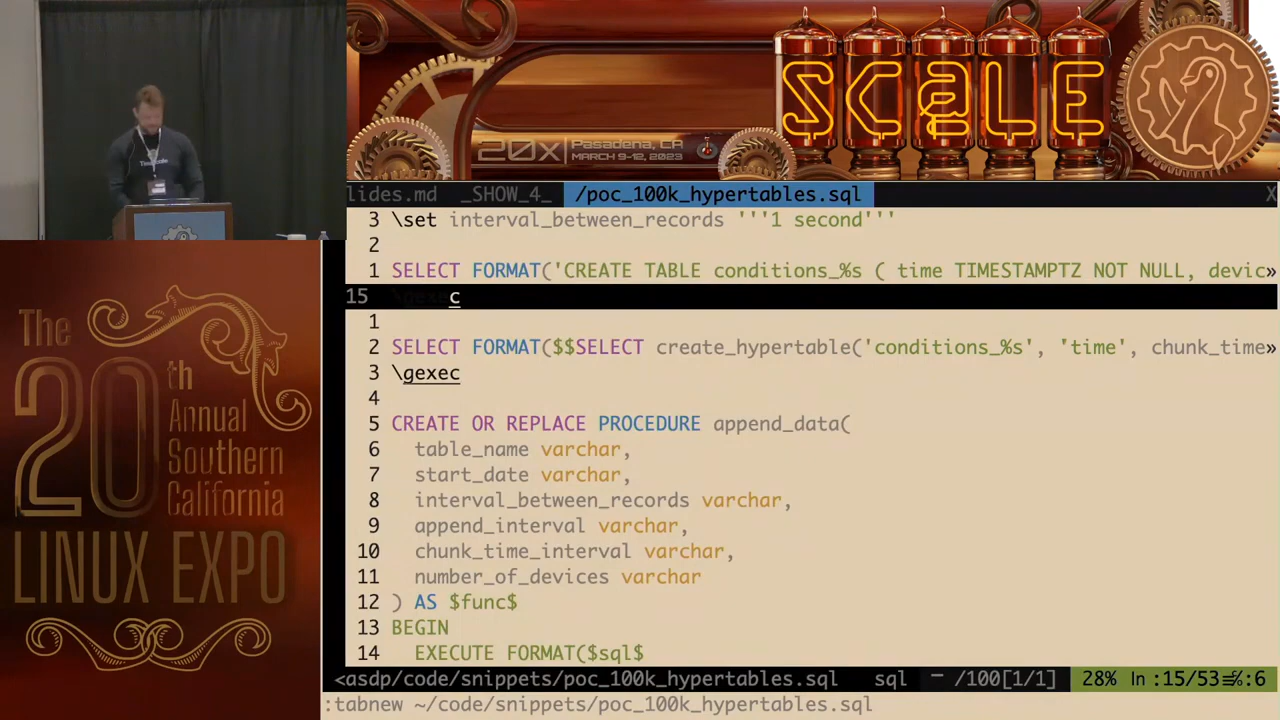 SCaLE
20x
Pasadena, CA
MARCH 9-12, 2023
The
20th
Annual
Southern
California
LINUX EXPO
lides.md _SHOW_4_ /poc_100k_hypertables.sql X
3 \set interval_between_records '''1 second'''
2
1 SELECT FORMAT('CREATE TABLE conditions_%s ( time TIMESTAMPTZ NOT NULL, devic»
15 \gexec
1
2 SELECT FORMAT($$SELECT create_hypertable('conditions_%s', 'time', chunk_time»
3 \gexec
4
5 CREATE OR REPLACE PROCEDURE append_data(
6 table_name varchar,
7 start_date varchar,
8 interval_between_records varchar,
9 append_interval varchar,
10 chunk_time_interval varchar,
11 number_of_devices varchar
12 ) AS $func$
13 BEGIN
14 EXECUTE FORMAT($sql$
<asdp/code/snippets/poc_100k_hypertables.sql sql /100[1/1] 28% ln :15/53≡%:6
:tabnew ~/code/snippets/poc_100k_hypertables.sql